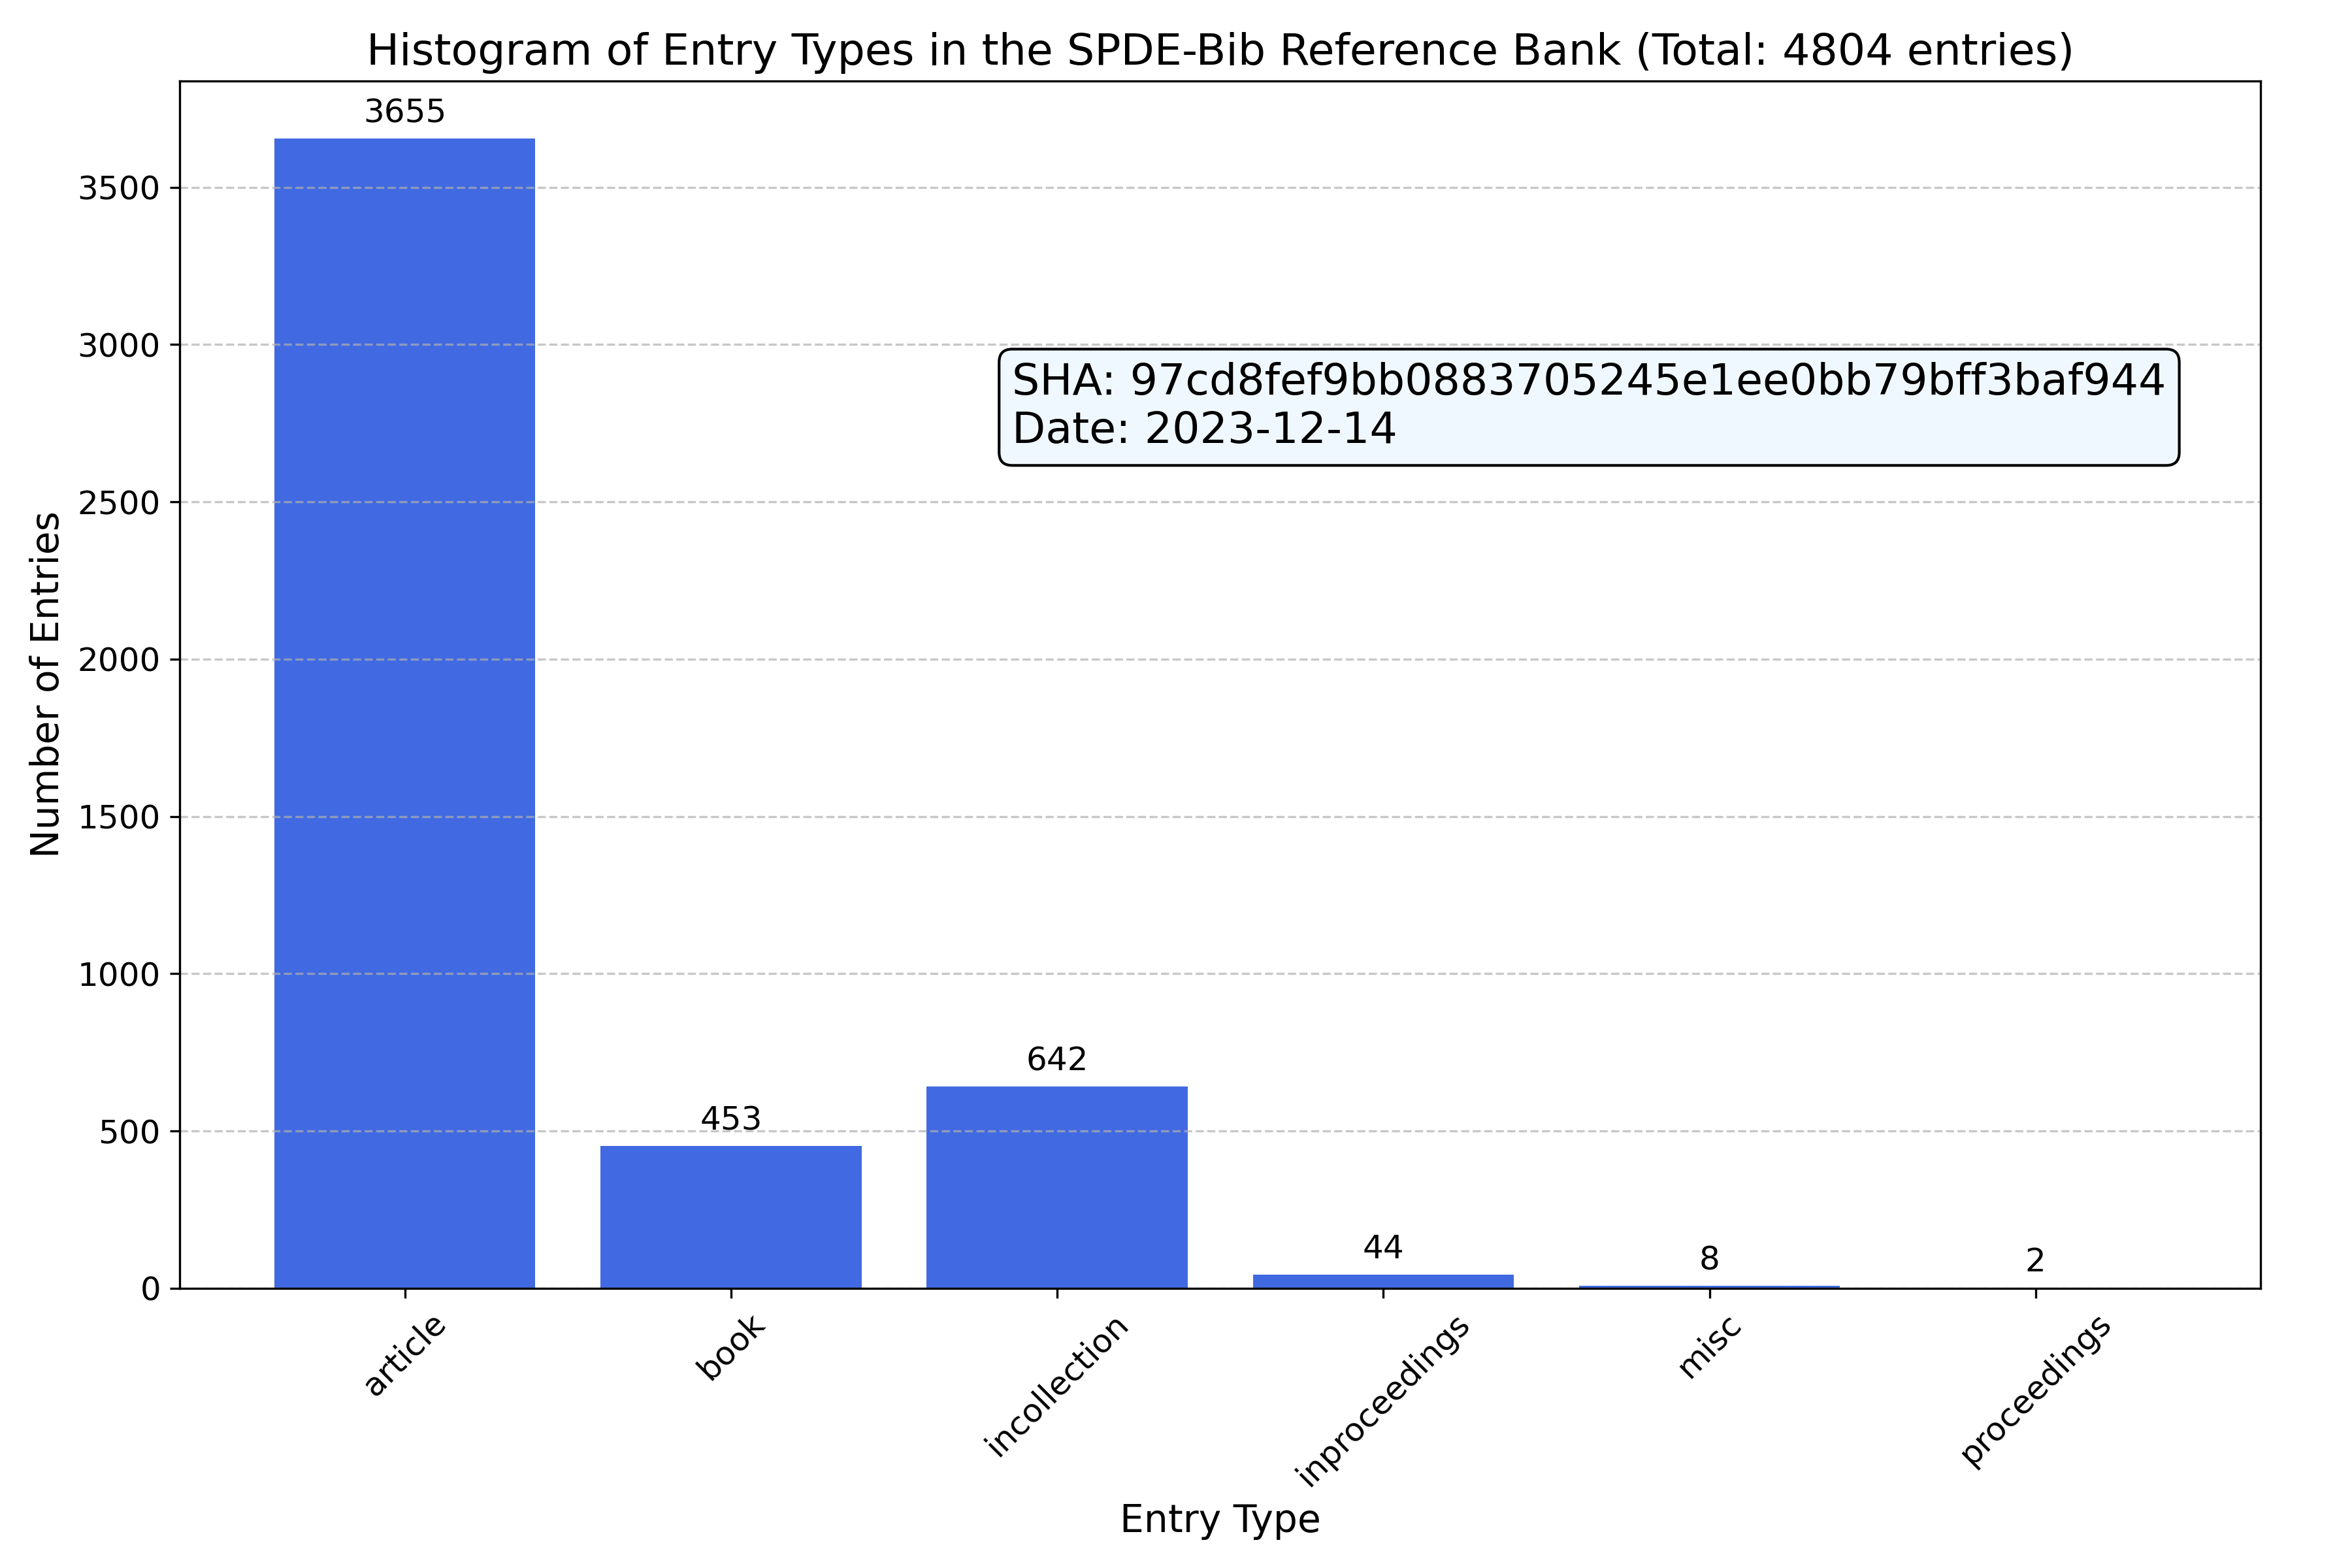 Histogram of Entry Types in the SPDE-Bib Reference Bank (Total: 4804 entries)
3655
3500
3000
SHA: 97cd8fef9bb0883705245e1ee0bb79bff3baf944
Date: 2023-12-14
2500
Number of Entries
2000
1500
1000
642
453
500
44
8
2
0
article
book
incollection
inproceedings
misc
proceedings
Entry Type